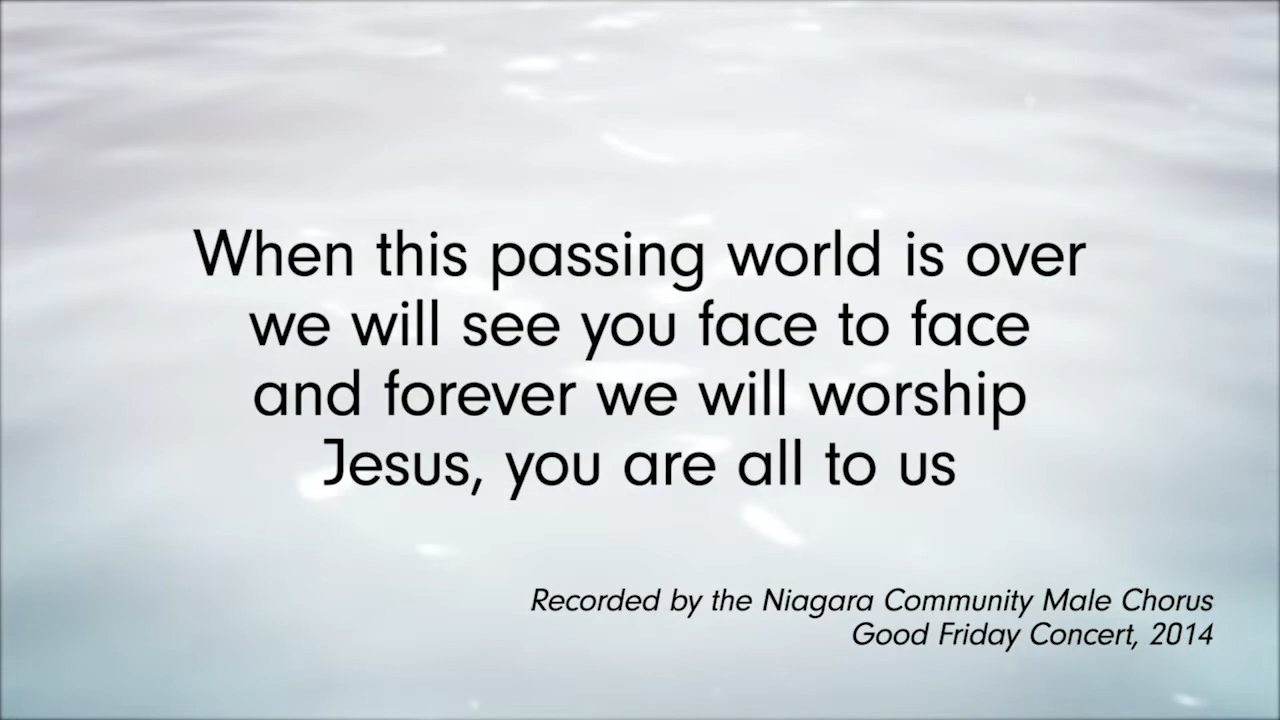 When this passing world is over
we will see you face to face
and forever we will worship
Jesus, you are all to us
Recorded by the Niagara Community Male Chorus
Good Friday Concert, 2014